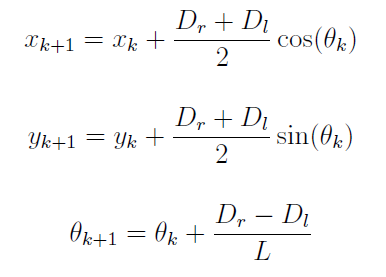 x_{k+1} = x_k + \frac{D_r + D_l}{2} \cos(\theta_k)
y_{k+1} = y_k + \frac{D_r + D_l}{2} \sin(\theta_k)
\theta_{k+1} = \theta_k + \frac{D_r - D_l}{L}